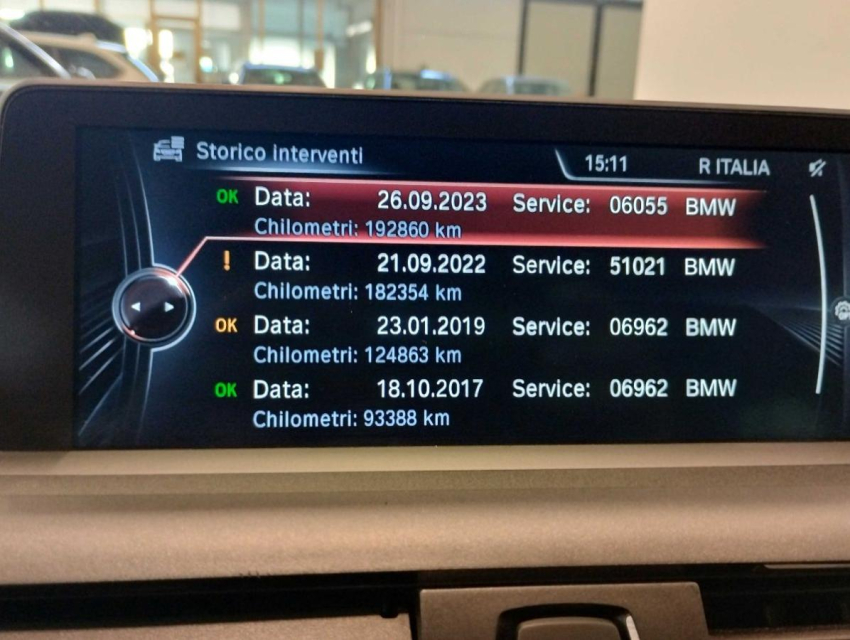 Storico interventi 15:11 R ITALIA
OK Data: 26.09.2023 Service: 06055 BMW
Chilometri: 192860 km
! Data: 21.09.2022 Service: 51021 BMW
Chilometri: 182354 km
OK Data: 23.01.2019 Service: 06962 BMW
Chilometri: 124863 km
OK Data: 18.10.2017 Service: 06962 BMW
Chilometri: 93388 km